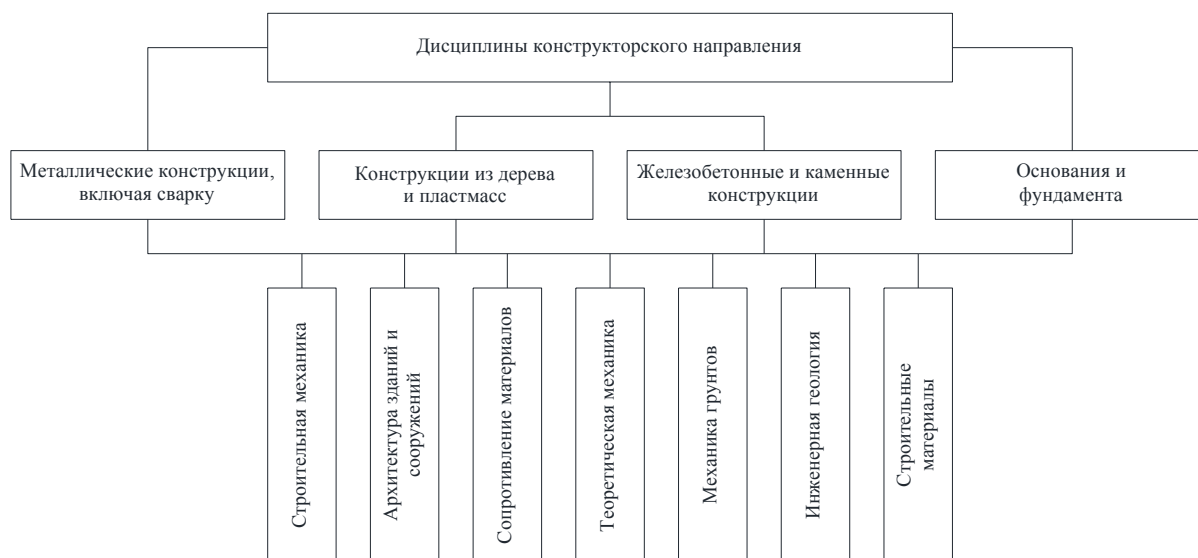 Дисциплины конструкторского направления
Металлические конструкции,
включая сварку
Конструкции из дерева
и пластмасс
Железобетонные и каменные
конструкции
Основания и
фундамента
Строительная механика
Архитектура зданий и
сооружений
Сопротивление материалов
Теоретическая механика
Механика грунтов
Инженерная геология
Строительные
материалы